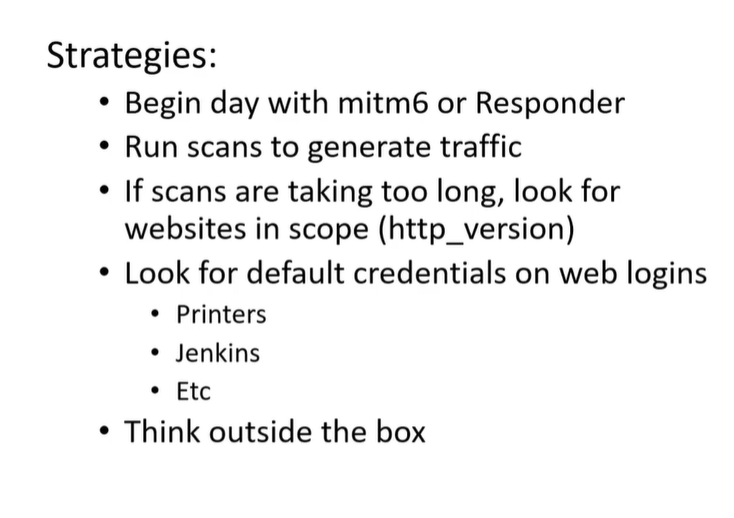 Strategies:
• Begin day with mitm6 or Responder
• Run scans to generate traffic
• If scans are taking too long, look for
websites in scope (http_version)
• Look for default credentials on web logins
• Printers
• Jenkins
• Etc
• Think outside the box